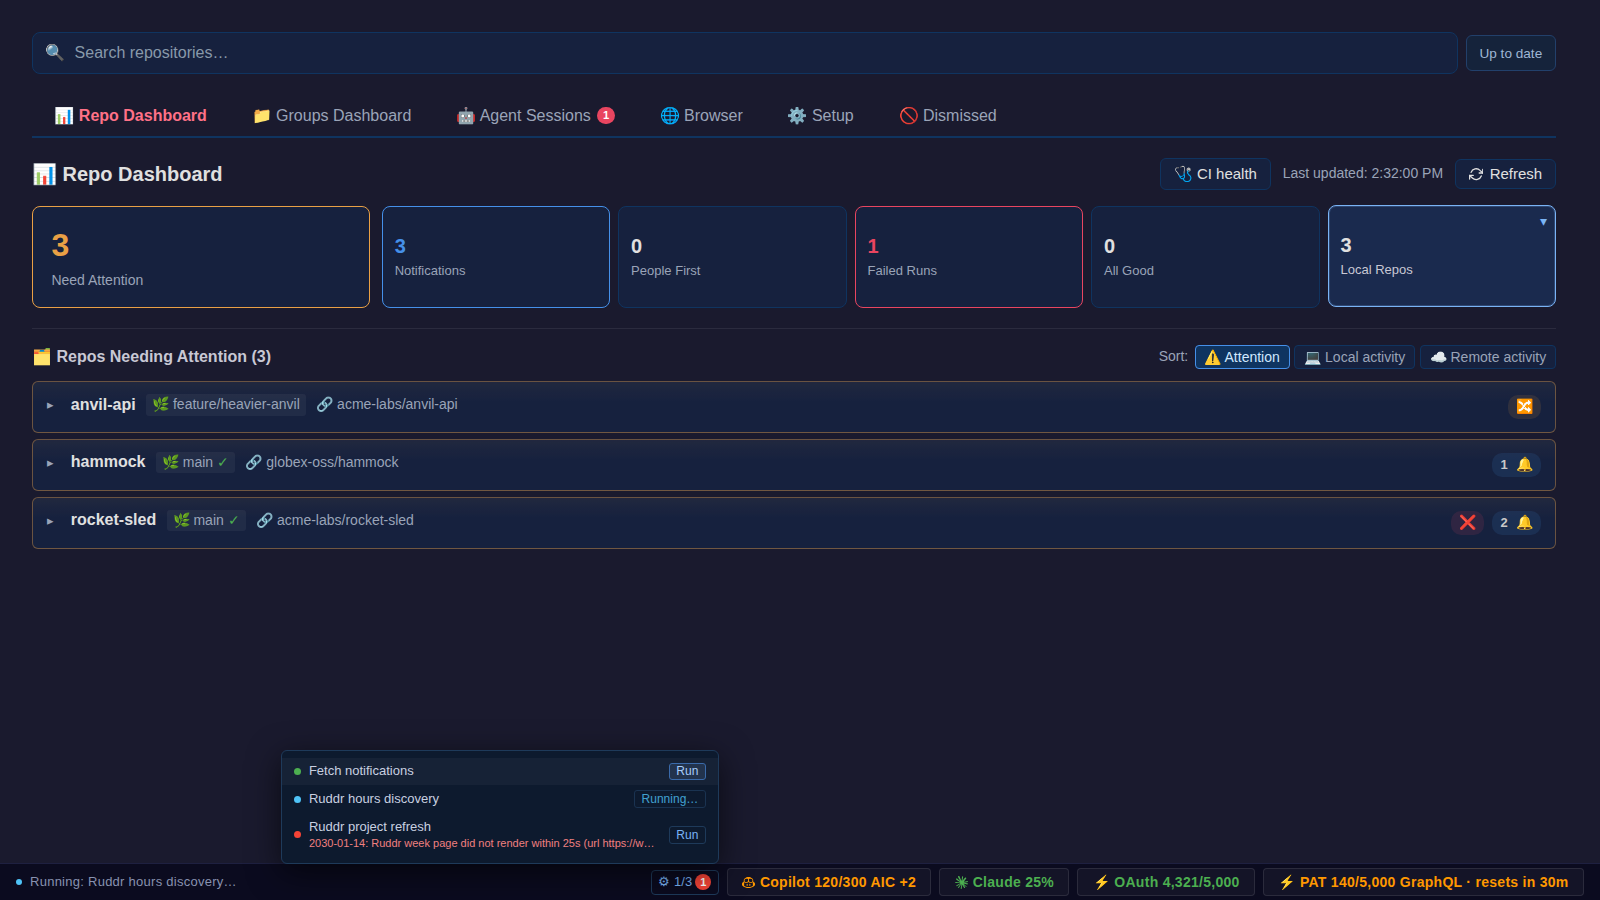 Search repositories…
Up to date
Repo Dashboard
Groups Dashboard
Agent Sessions 1
Browser
Setup
Dismissed
Repo Dashboard
CI health
Last updated: 2:32:00 PM
Refresh
3
Need Attention
3
Notifications
0
People First
1
Failed Runs
0
All Good
3
Local Repos
Repos Needing Attention (3)
Sort:
Attention
Local activity
Remote activity
anvil-api feature/heavier-anvil acme-labs/anvil-api
hammock main ✓ globex-oss/hammock 1
rocket-sled main ✓ acme-labs/rocket-sled 2
Fetch notifications Run
Ruddr hours discovery Running…
Ruddr project refresh Run
2030-01-14: Ruddr week page did not render within 25s (url https://w…
Running: Ruddr hours discovery…
1/3 1
Copilot 120/300 AIC +2
Claude 25%
OAuth 4,321/5,000
PAT 140/5,000 GraphQL · resets in 30m